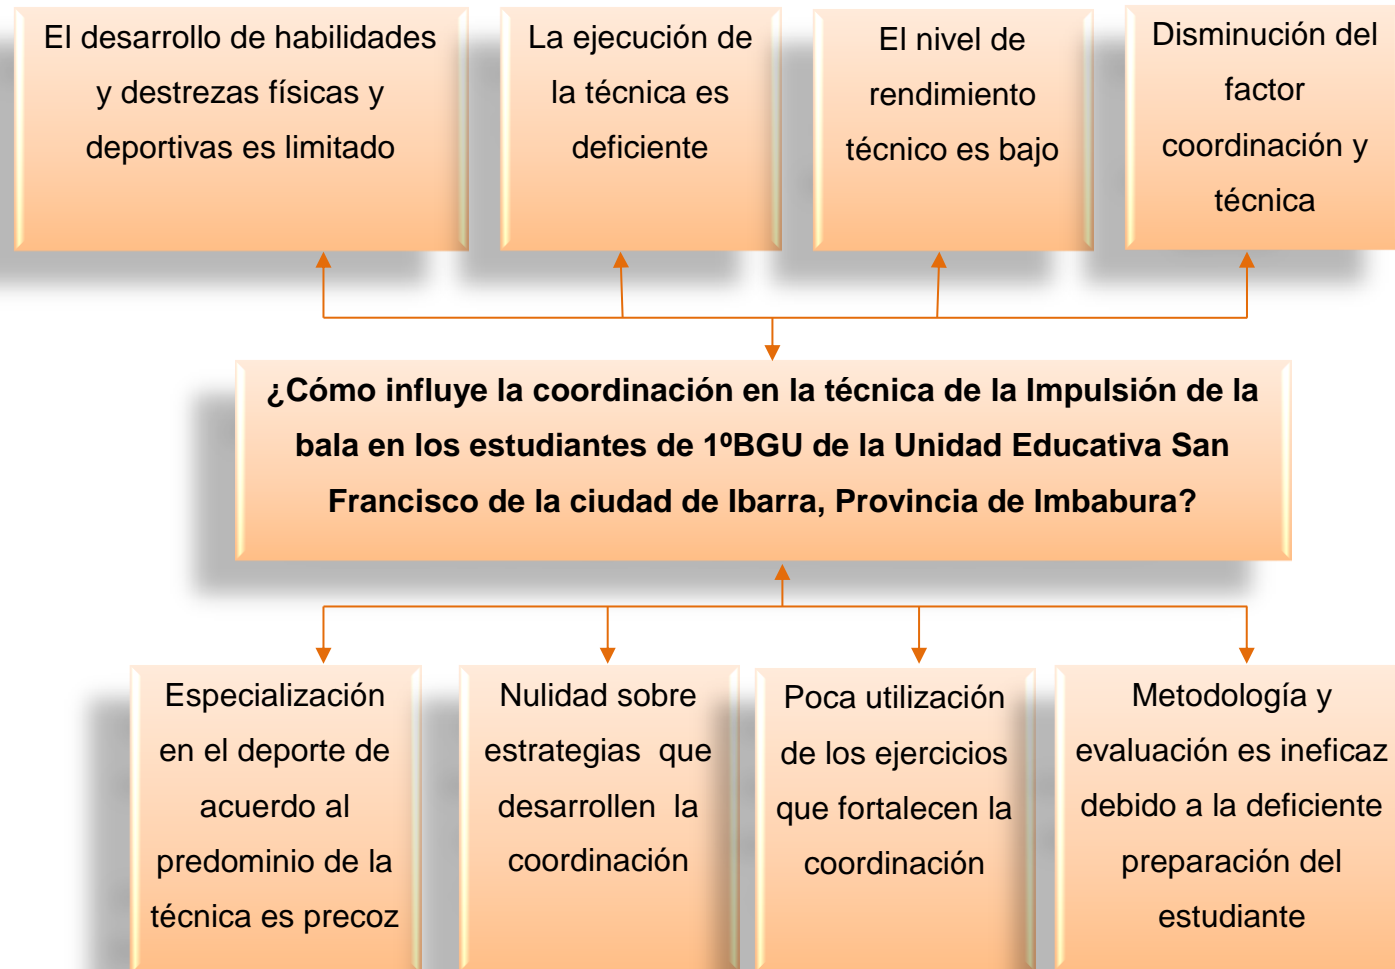 El desarrollo de habilidades
y destrezas físicas y
deportivas es limitado
La ejecución de
la técnica es
deficiente
El nivel de
rendimiento
técnico es bajo
Disminución del
factor
coordinación y
técnica
¿Cómo influye la coordinación en la técnica de la Impulsión de la
bala en los estudiantes de 1ºBGU de la Unidad Educativa San
Francisco de la ciudad de Ibarra, Provincia de Imbabura?
Especialización
en el deporte de
acuerdo al
predominio de la
técnica es precoz
Nulidad sobre
estrategias que
desarrollen la
coordinación
Poca utilización
de los ejercicios
que fortalecen la
coordinación
Metodología y
evaluación es ineficaz
debido a la deficiente
preparación del
estudiante